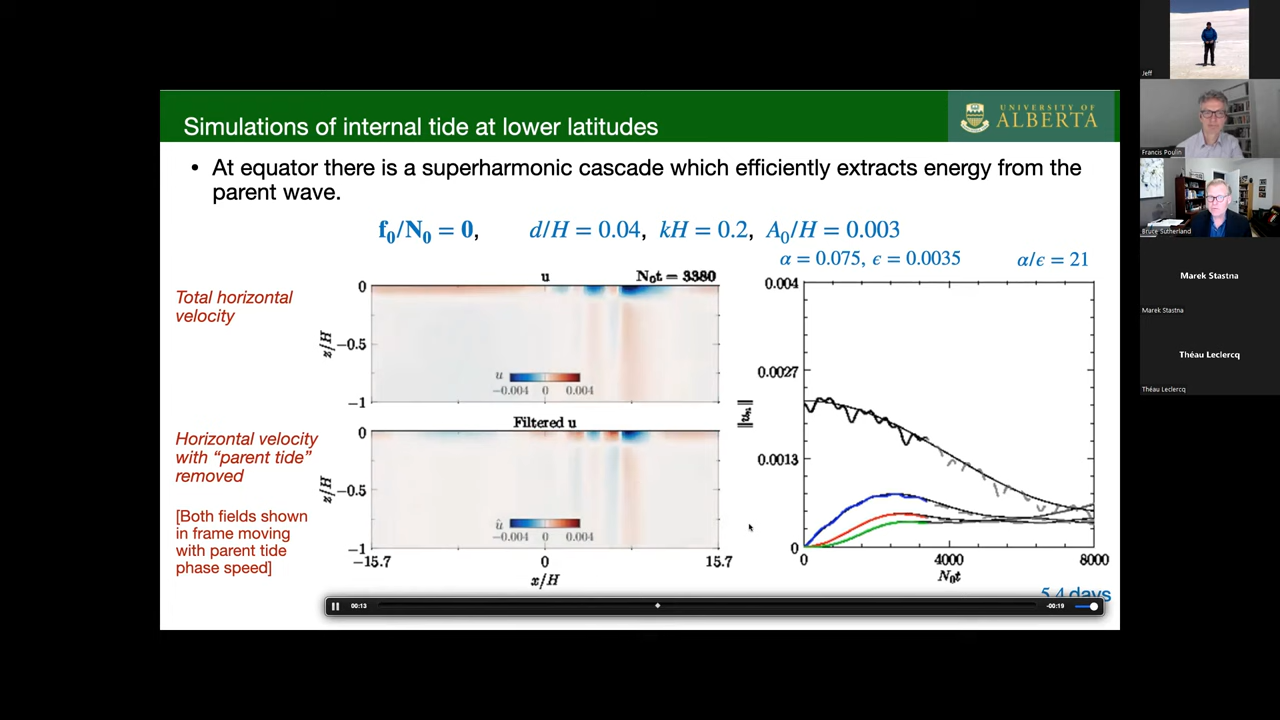 Simulations of internal tide at lower latitudes
UNIVERSITY OF
ALBERTA
• At equator there is a superharmonic cascade which efficiently extracts energy from the
parent wave.
f₀/N₀ = 0, d/H = 0.04, kH = 0.2, A₀/H = 0.003
α = 0.075, ϵ = 0.0035 α/ϵ = 21
Total horizontal
velocity
u N₀t = 3380
0
z/H
−0.5
−1
u
−0.004 0 0.004
Horizontal velocity
with “parent tide”
removed
[Both fields shown
in frame moving
with parent tide
phase speed]
Filtered u
0
z/H
−0.5
−1
û
−0.004 0 0.004
−15.7 0 15.7
x/H
0.004
0.0027
0.0013
0
0 4000 8000
N₀t
5.4 days
00:13
-00:19
Jeff
Francis Poulin
Bruce Sutherland
Marek Stastna
Marek Stastna
Théau Leclercq
Théau Leclercq